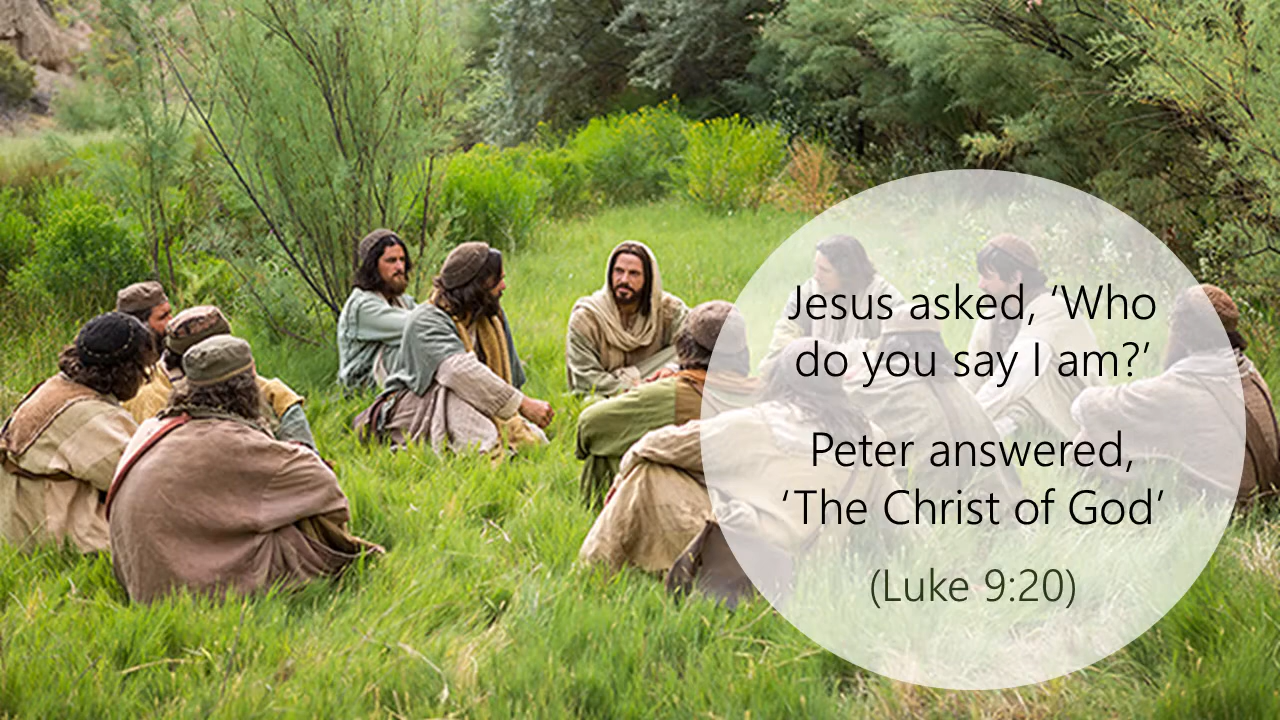 Jesus asked, ‘Who
do you say I am?’
Peter answered,
‘The Christ of God’
(Luke 9:20)